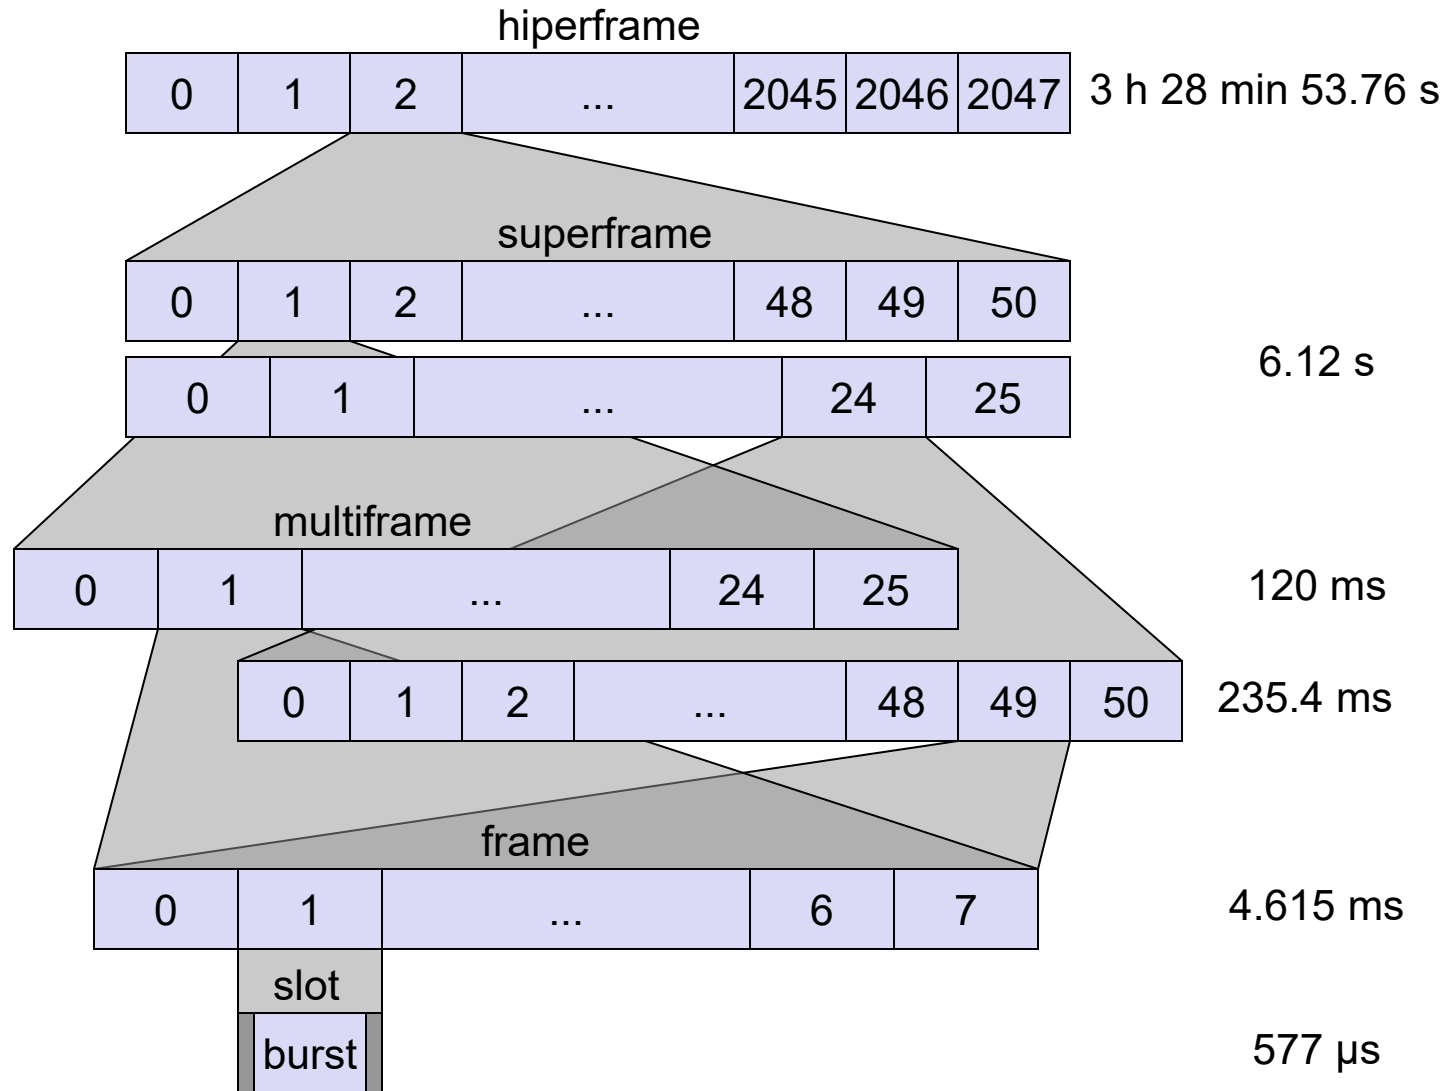 hiperframe
0 1 2 ... 2045 2046 2047 3 h 28 min 53.76 s
superframe
0 1 2 ... 48 49 50
6.12 s
0 1 ... 24 25
multiframe
0 1 ... 24 25 120 ms
0 1 2 ... 48 49 50 235.4 ms
frame
0 1 ... 6 7 4.615 ms
slot
burst 577 µs